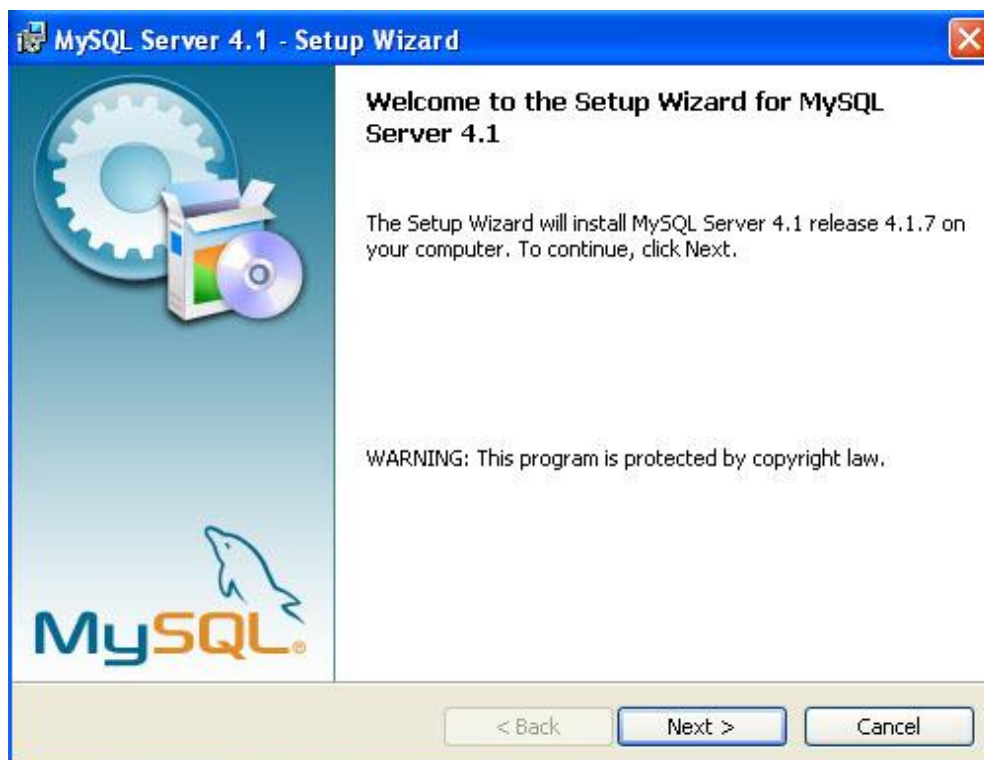 MySQL Server 4.1 - Setup Wizard
Welcome to the Setup Wizard for MySQL
Server 4.1
The Setup Wizard will install MySQL Server 4.1 release 4.1.7 on
your computer. To continue, click Next.
WARNING: This program is protected by copyright law.
MySQL®
< Back
Next >
Cancel